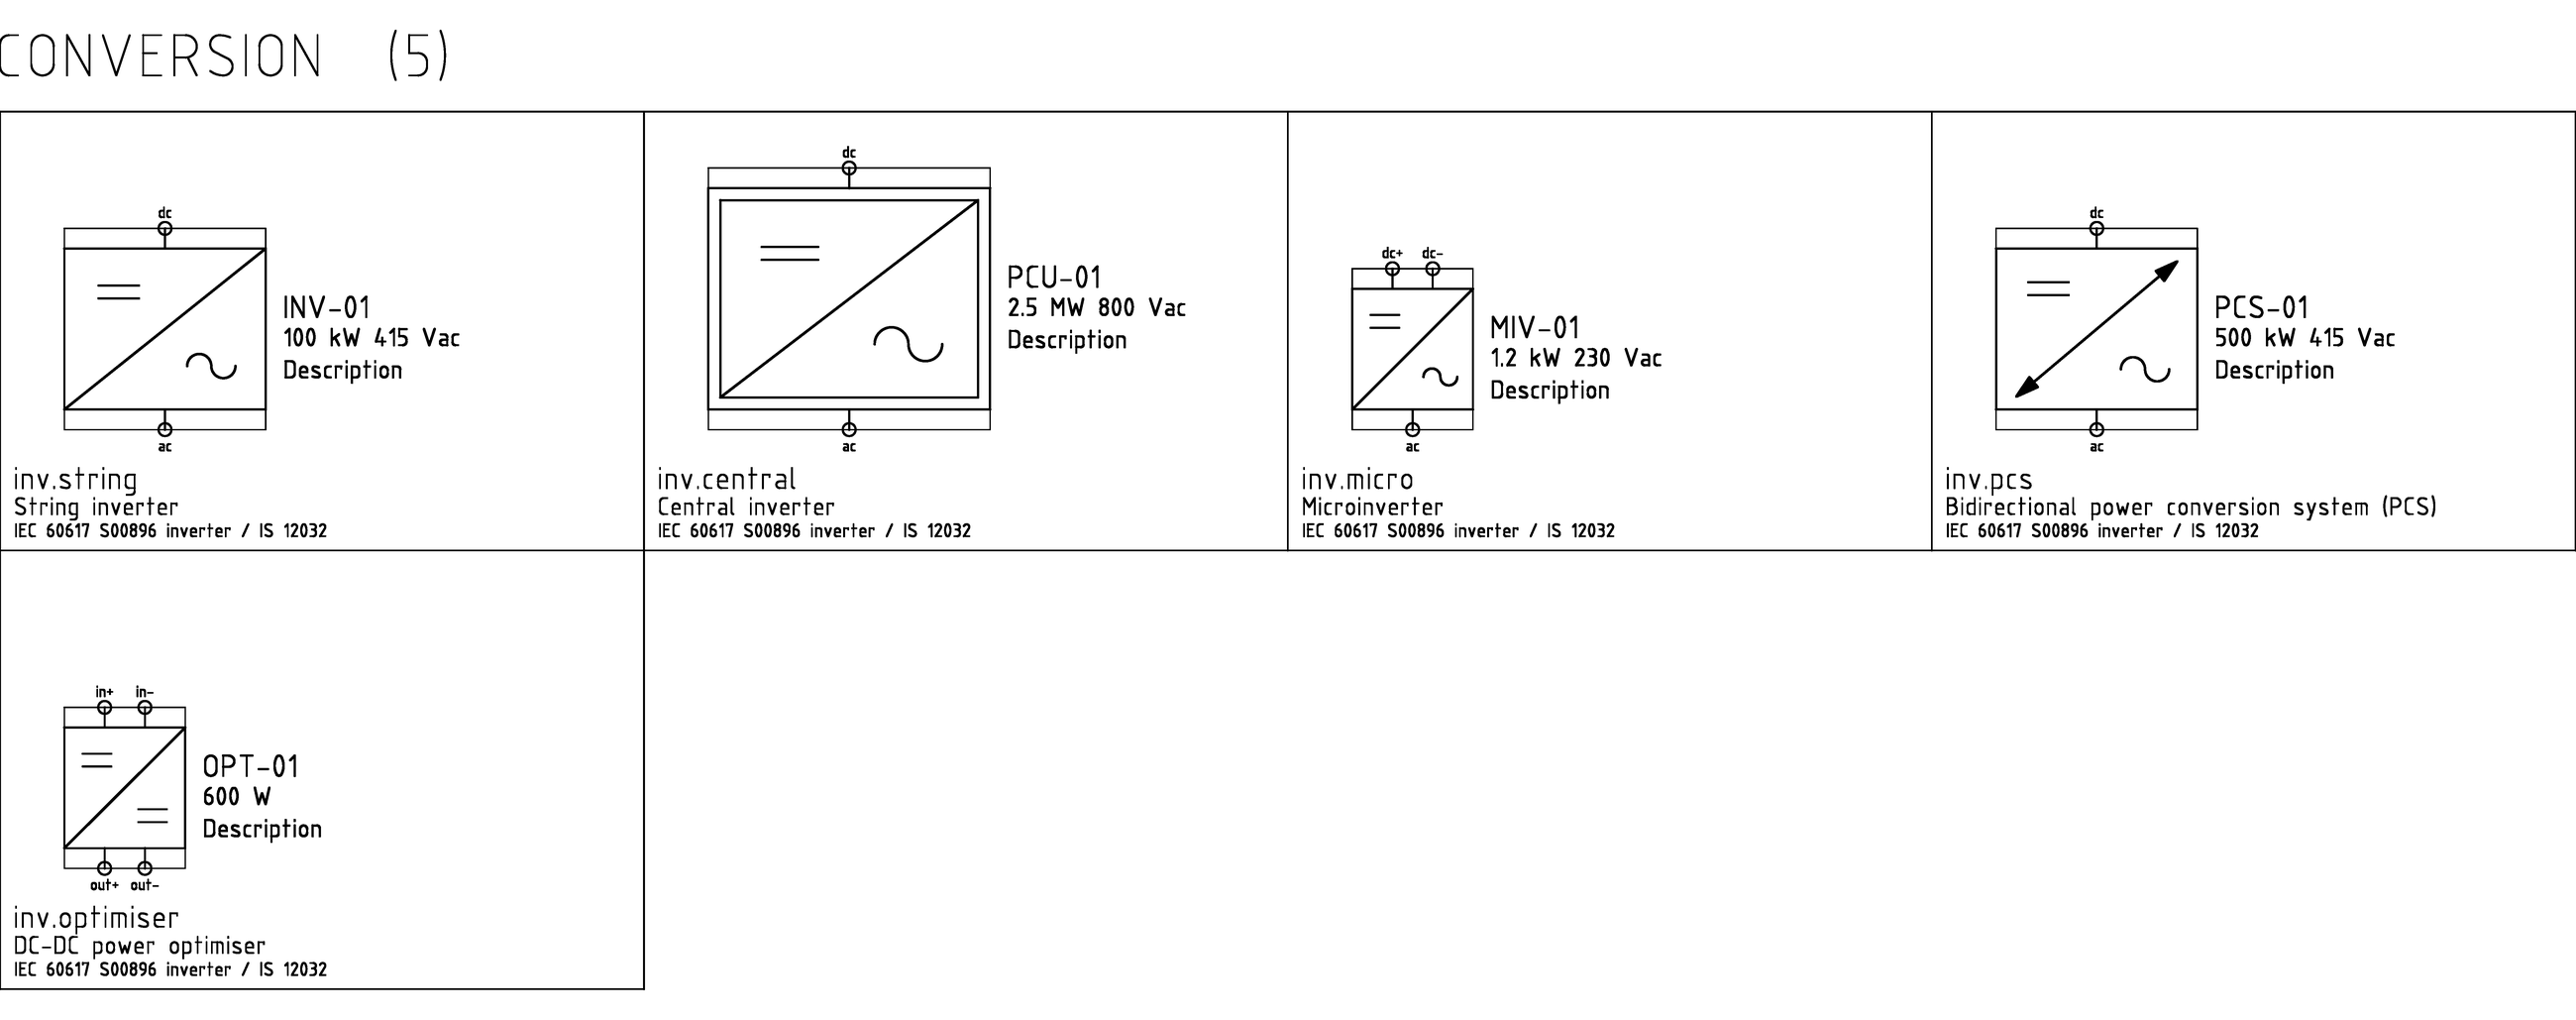 CONVERSION (5)
dc
INV-01
100 kW 415 Vac
Description
ac
inv.string
String inverter
IEC 60617 S00896 inverter / IS 12032
dc
PCU-01
2.5 MW 800 Vac
Description
ac
inv.central
Central inverter
IEC 60617 S00896 inverter / IS 12032
dc+ dc-
MIV-01
1.2 kW 230 Vac
Description
ac
inv.micro
Microinverter
IEC 60617 S00896 inverter / IS 12032
dc
PCS-01
500 kW 415 Vac
Description
ac
inv.pcs
Bidirectional power conversion system (PCS)
IEC 60617 S00896 inverter / IS 12032
in+ in-
OPT-01
600 W
Description
out+ out-
inv.optimiser
DC-DC power optimiser
IEC 60617 S00896 inverter / IS 12032